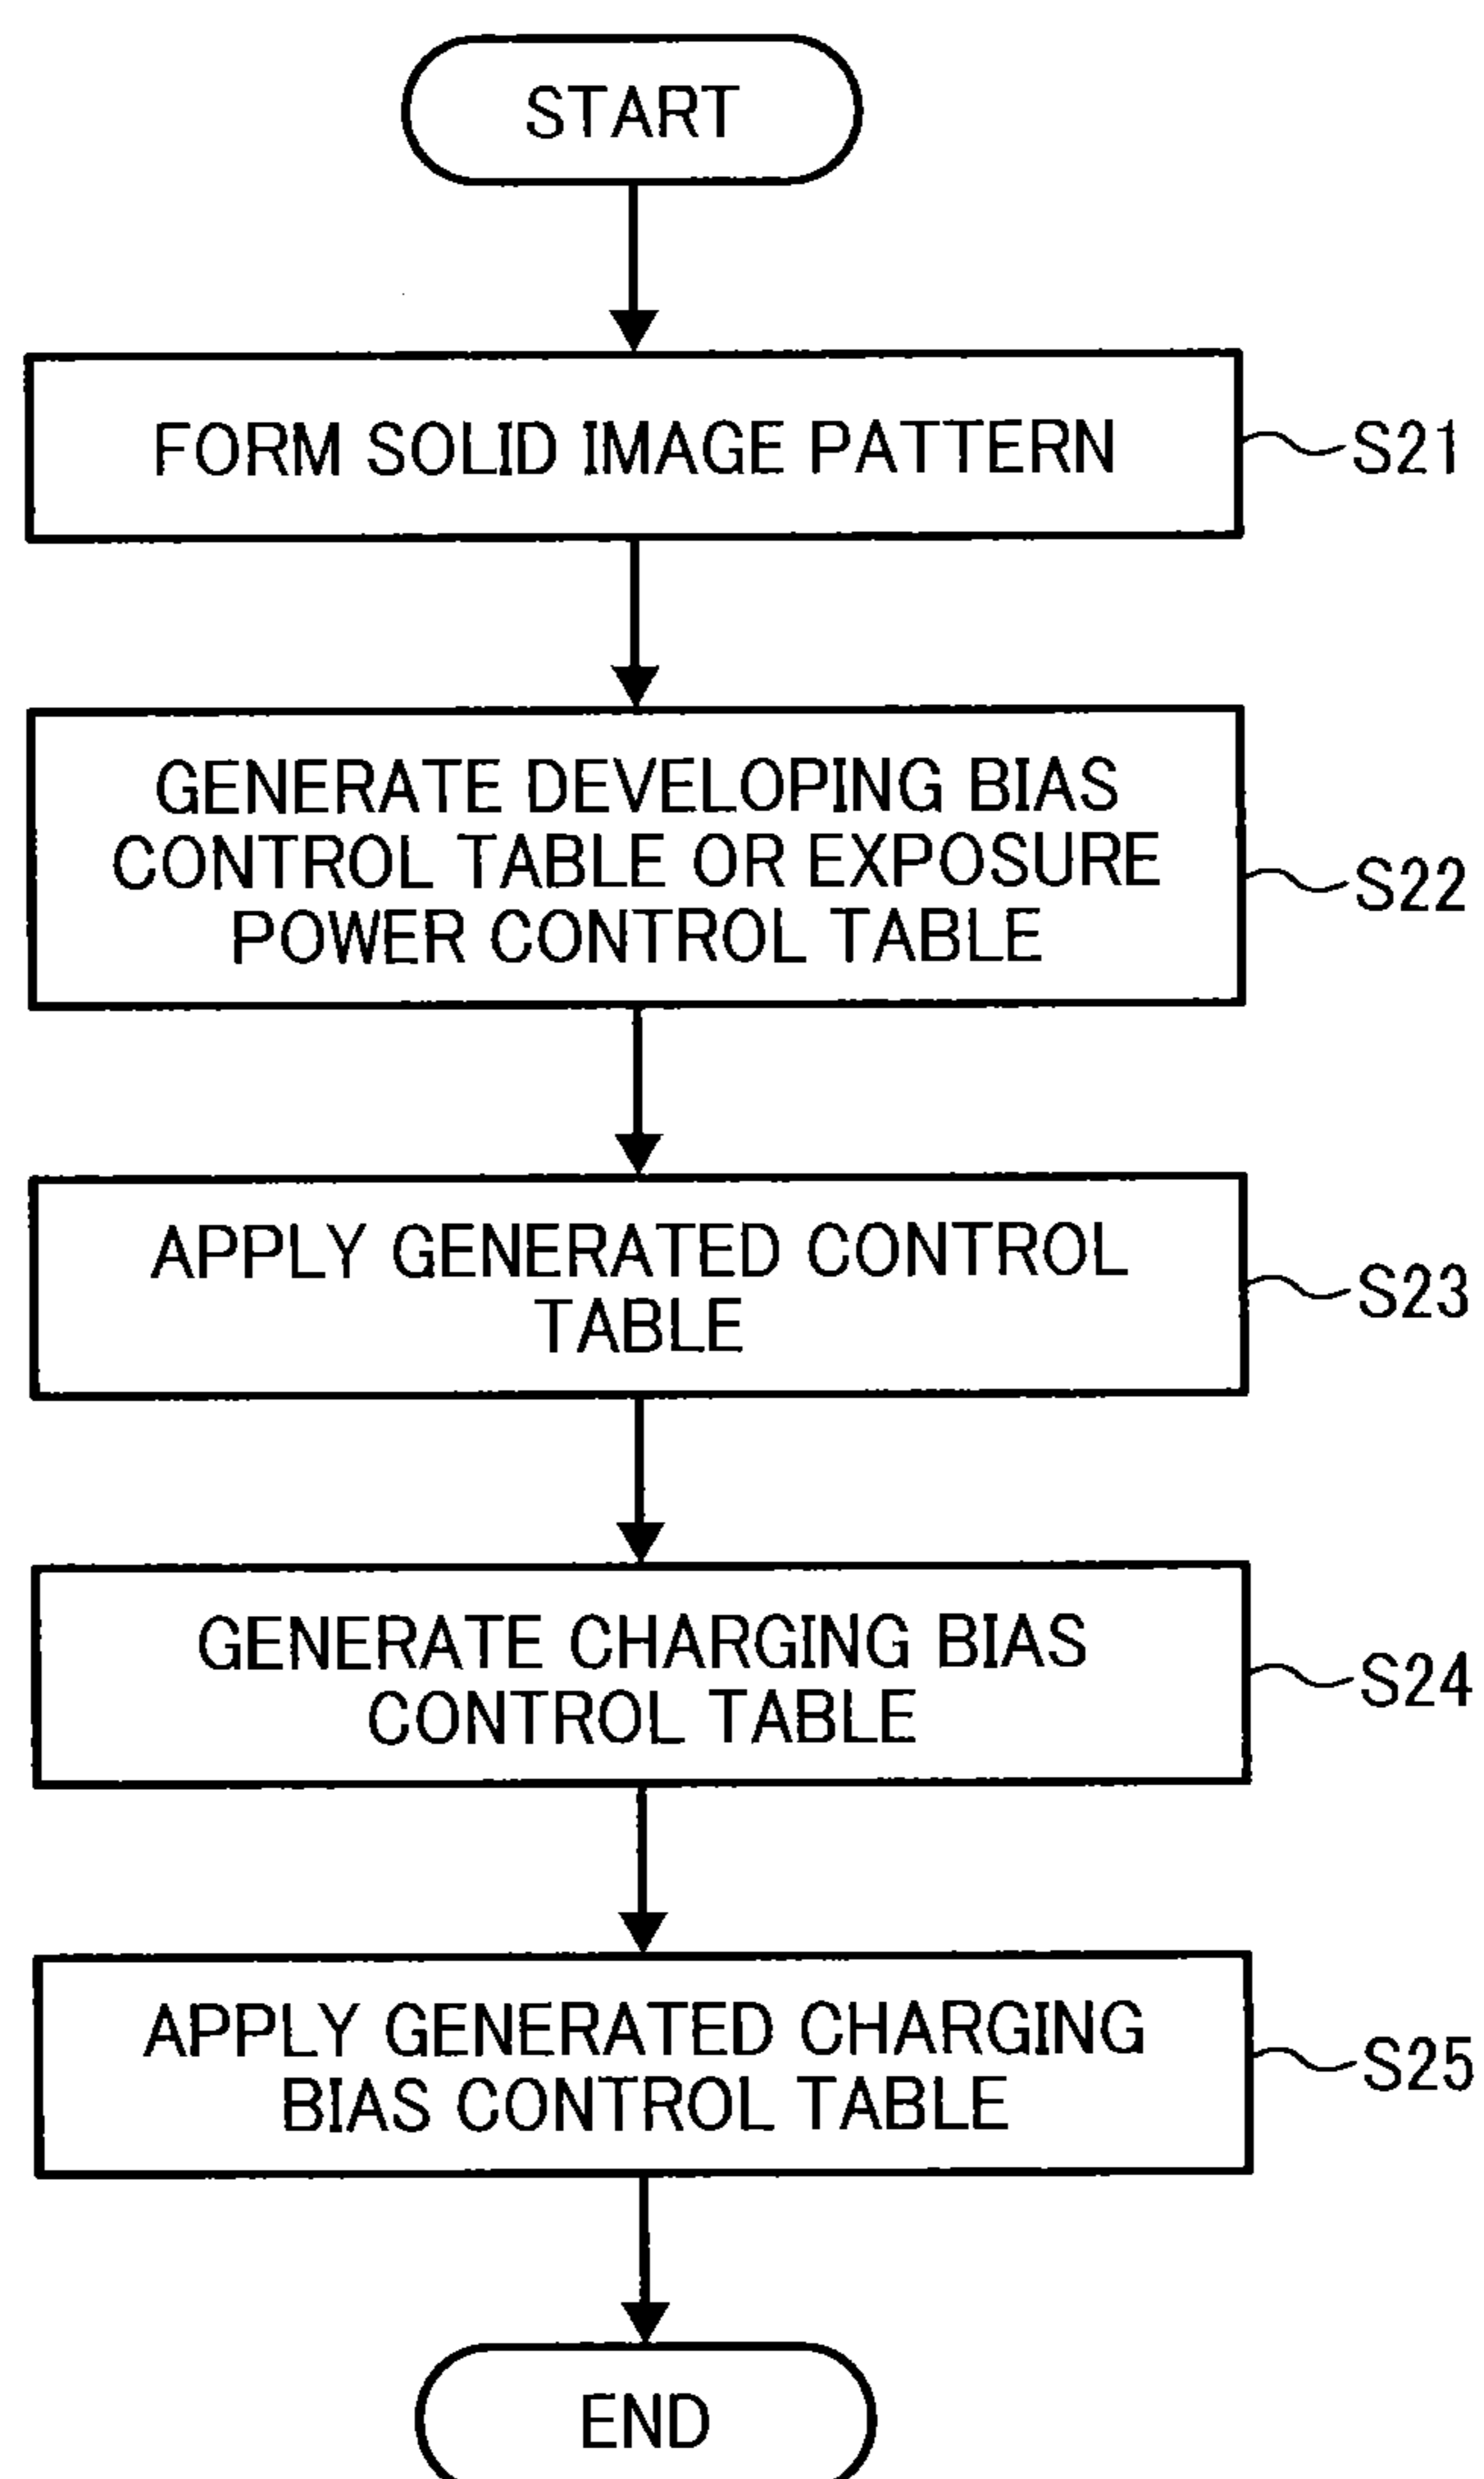 START
FORM SOLID IMAGE PATTERN
S21
GENERATE DEVELOPING BIAS
CONTROL TABLE OR EXPOSURE
POWER CONTROL TABLE
S22
APPLY GENERATED CONTROL
TABLE
S23
GENERATE CHARGING BIAS
CONTROL TABLE
S24
APPLY GENERATED CHARGING
BIAS CONTROL TABLE
S25
END